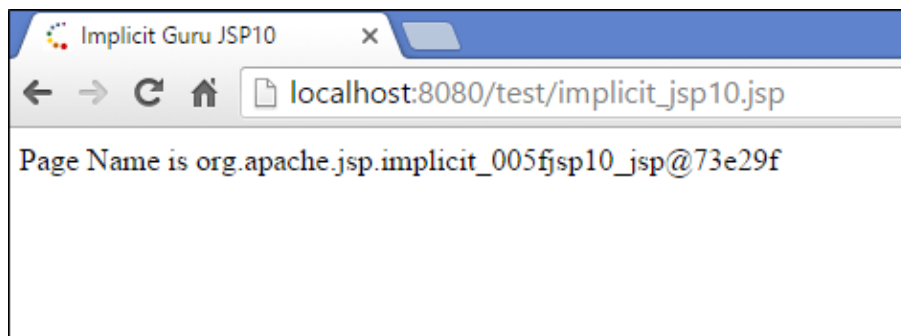 Implicit Guru JSP10
localhost:8080/test/implicit_jsp10.jsp
Page Name is org.apache.jsp.implicit_005fjsp10_jsp@73e29f